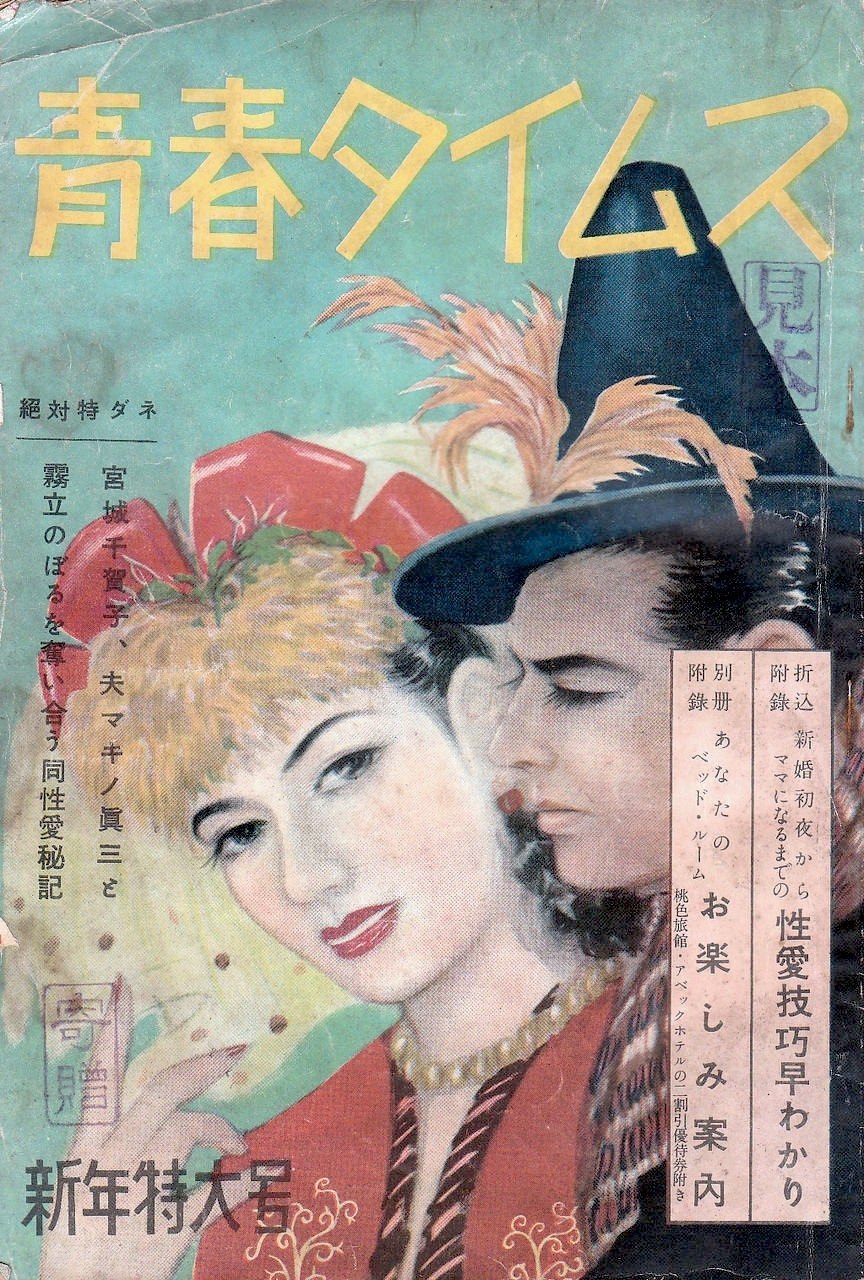 青春タイムス
見本
絶対特ダネ
宮城千賀子、夫マキノ眞三と
霧立のぼるを奪い合う同性愛秘記
折込附錄
新婚初夜から
ママになるまでの
性愛技巧早わかり
別册附錄
あなたの
ベッド・ルーム
お楽しみ案内
桃色旅館・アベックホテルの二割引優待券附き
寄贈
新年特大号